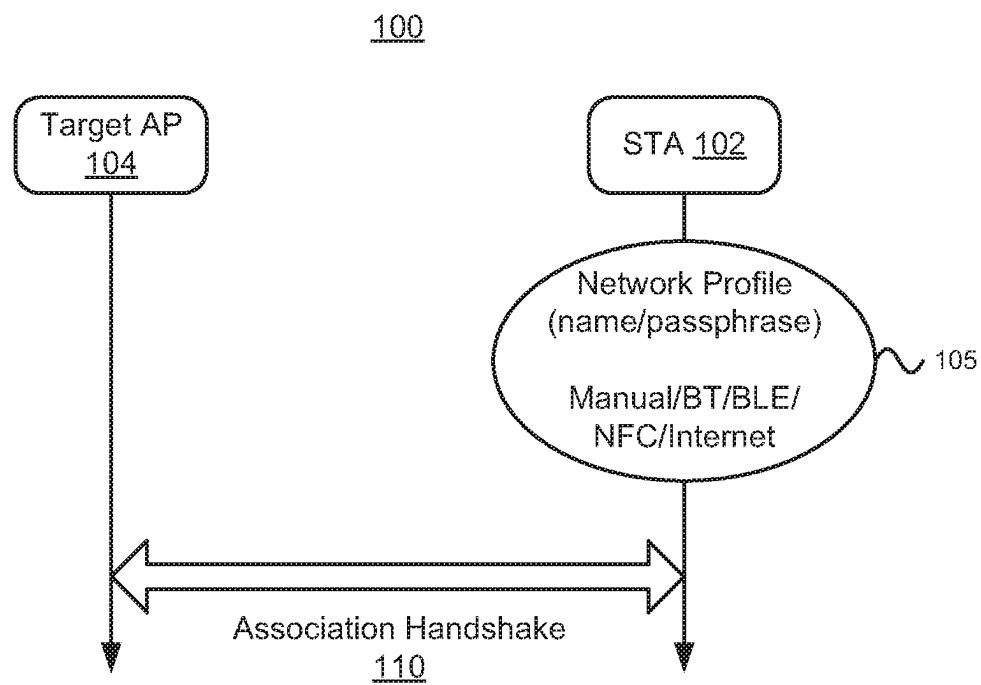 100
Target AP
104
STA 102
Network Profile
(name/passphrase)
Manual/BT/BLE/
NFC/Internet
105
Association Handshake
110